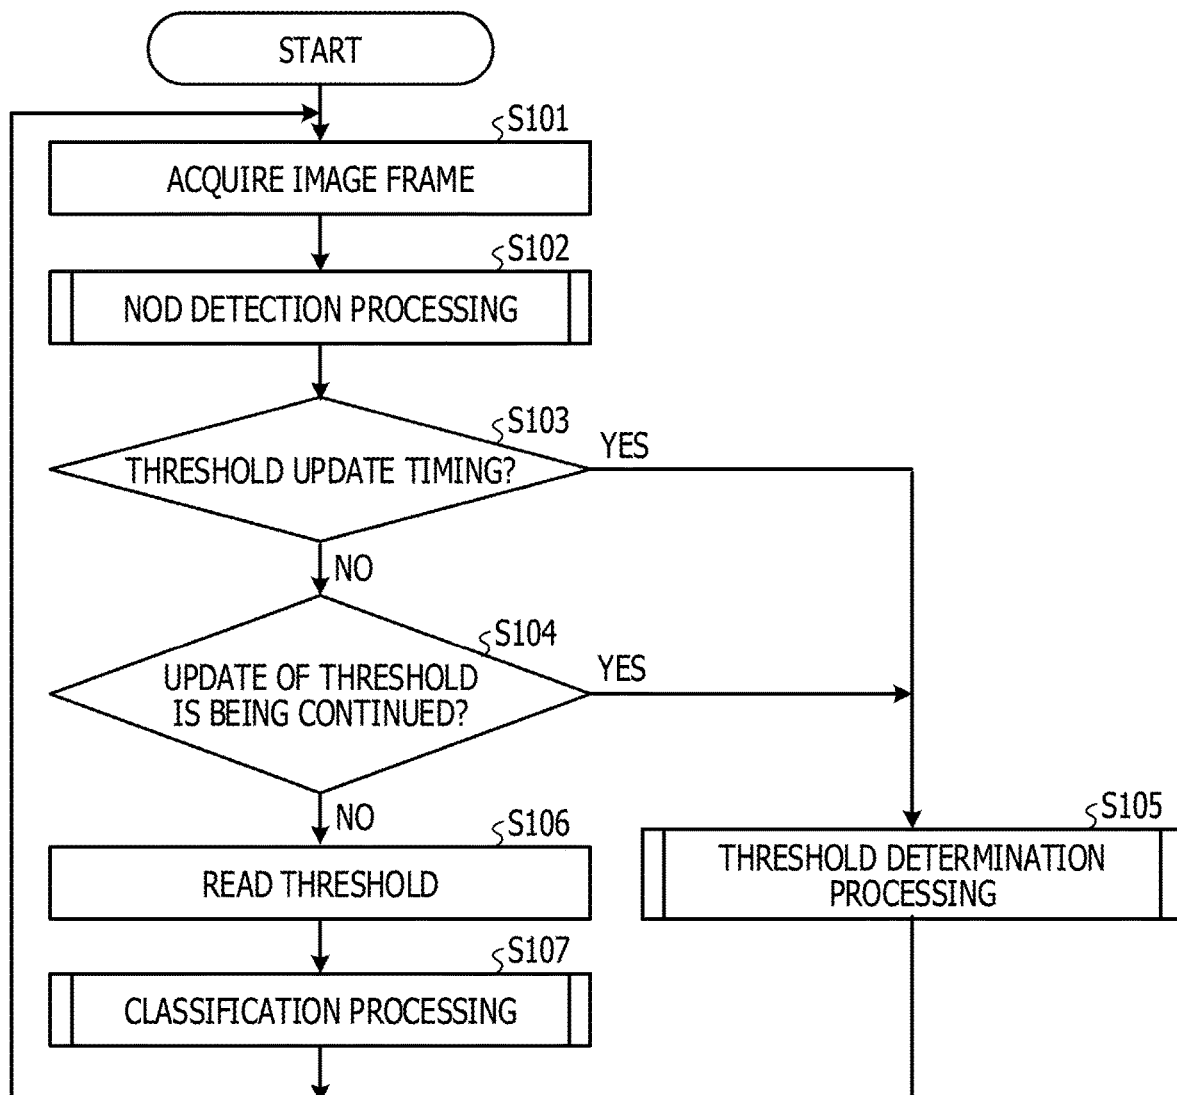 START
S101
ACQUIRE IMAGE FRAME
S102
NOD DETECTION PROCESSING
S103
THRESHOLD UPDATE TIMING?
YES
NO
S104
UPDATE OF THRESHOLD
IS BEING CONTINUED?
YES
NO
S106
READ THRESHOLD
S105
THRESHOLD DETERMINATION
PROCESSING
S107
CLASSIFICATION PROCESSING